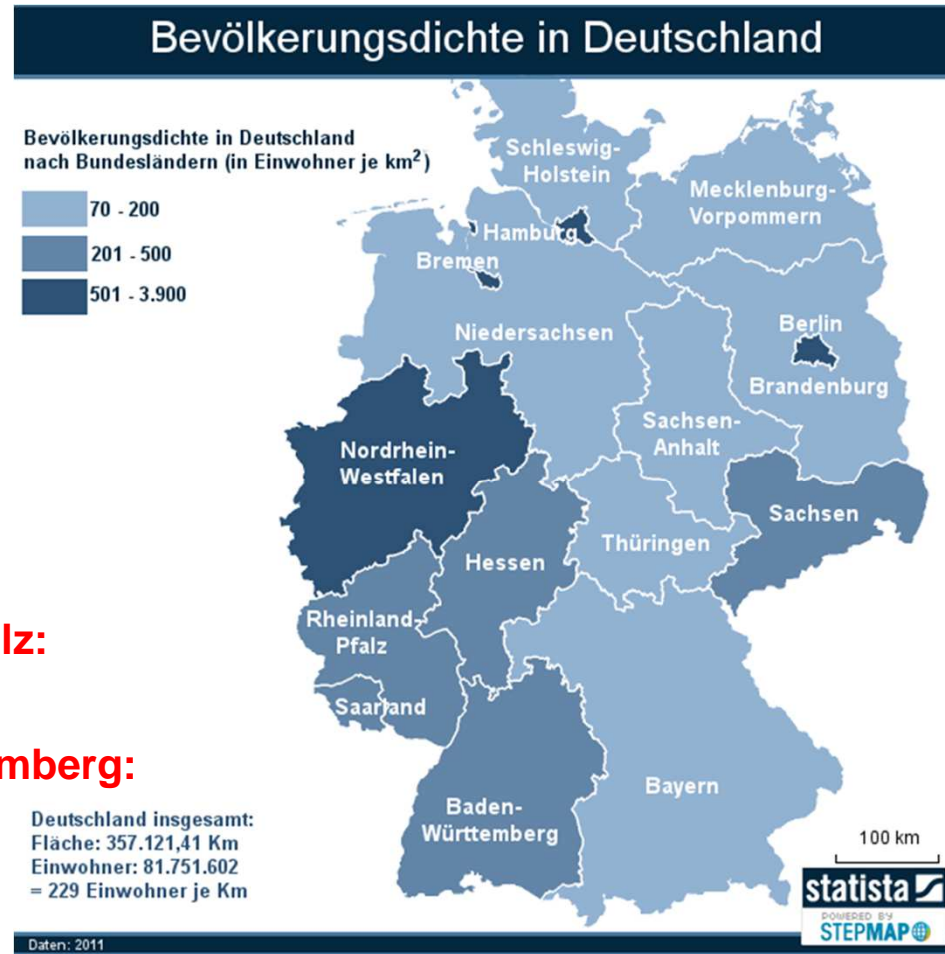 Bevölkerungsdichte in Deutschland
Bevölkerungsdichte in Deutschland
nach Bundesländern (in Einwohner je km²)
70 - 200
201 - 500
501 - 3.900
Schleswig-
Holstein
Mecklenburg-
Vorpommern
Hamburg
Bremen
Niedersachsen
Berlin
Brandenburg
Sachsen-
Anhalt
Nordrhein-
Westfalen
Sachsen
Thüringen
Hessen
Rheinland-
Pfalz
Saarland
Bayern
Baden-
Württemberg
lz:
mberg:
Deutschland insgesamt:
Fläche: 357.121,41 Km
Einwohner: 81.751.602
= 229 Einwohner je Km
100 km
statista
POWERED BY
STEPMAP
Daten: 2011